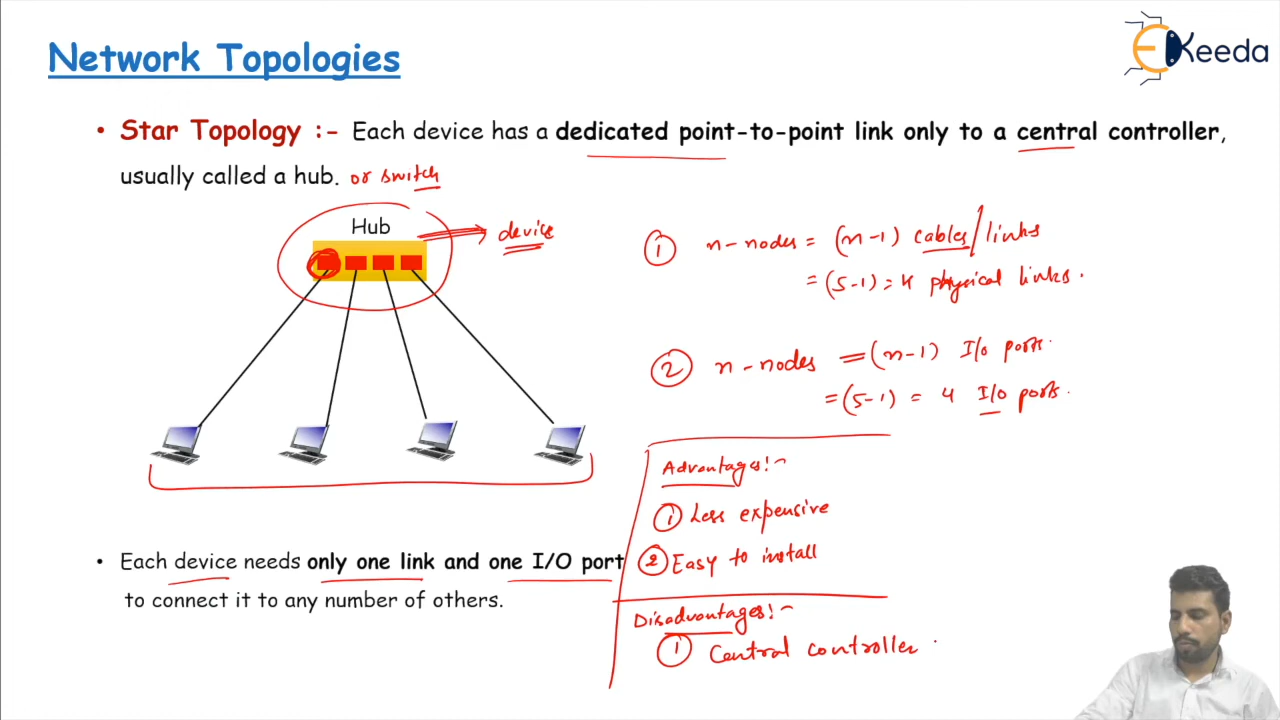 Network Topologies
EKeeda
• Star Topology :- Each device has a dedicated point-to-point link only to a central controller,
usually called a hub. or switch
Hub
device
① n-nodes = (n-1) cables/links
= (5-1) = 4 physical links.
② n-nodes = (n-1) I/o ports.
= (5-1) = 4 I/o ports.
Advantages:-
① Less expensive
② Easy to install
• Each device needs only one link and one I/O port
to connect it to any number of others.
Disadvantages:-
① Central controller